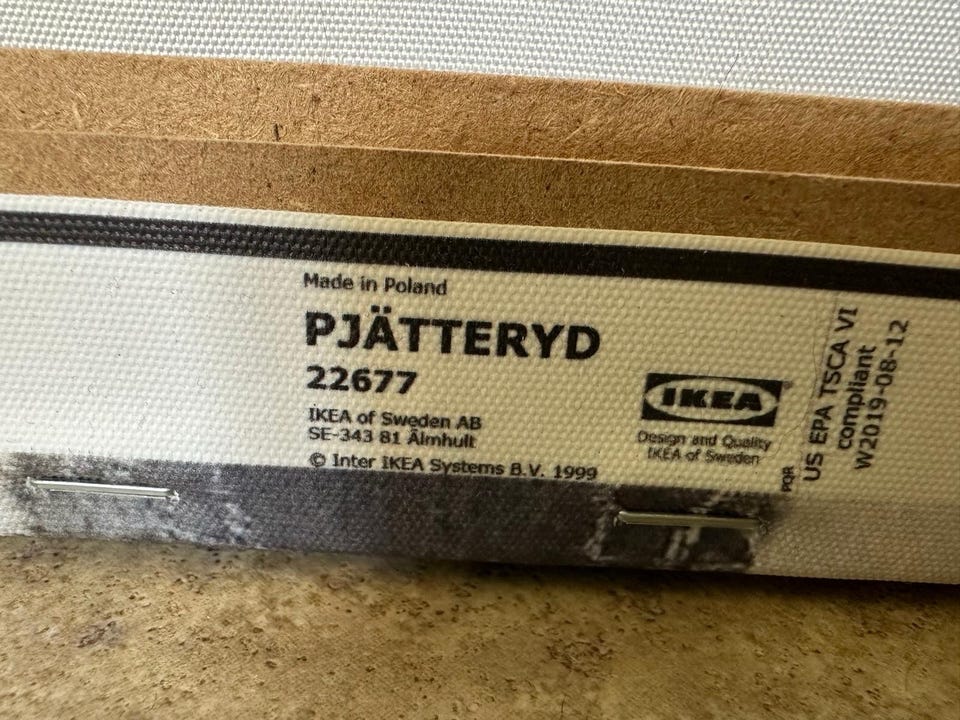 Made in Poland
PJÄTTERYD
22677
IKEA of Sweden AB
SE-343 81 Älmhult
© Inter IKEA Systems B.V. 1999
IKEA®
Design and Quality
IKEA of Sweden
PQR
US EPA TSCA VI
compliant
W2019-08-12